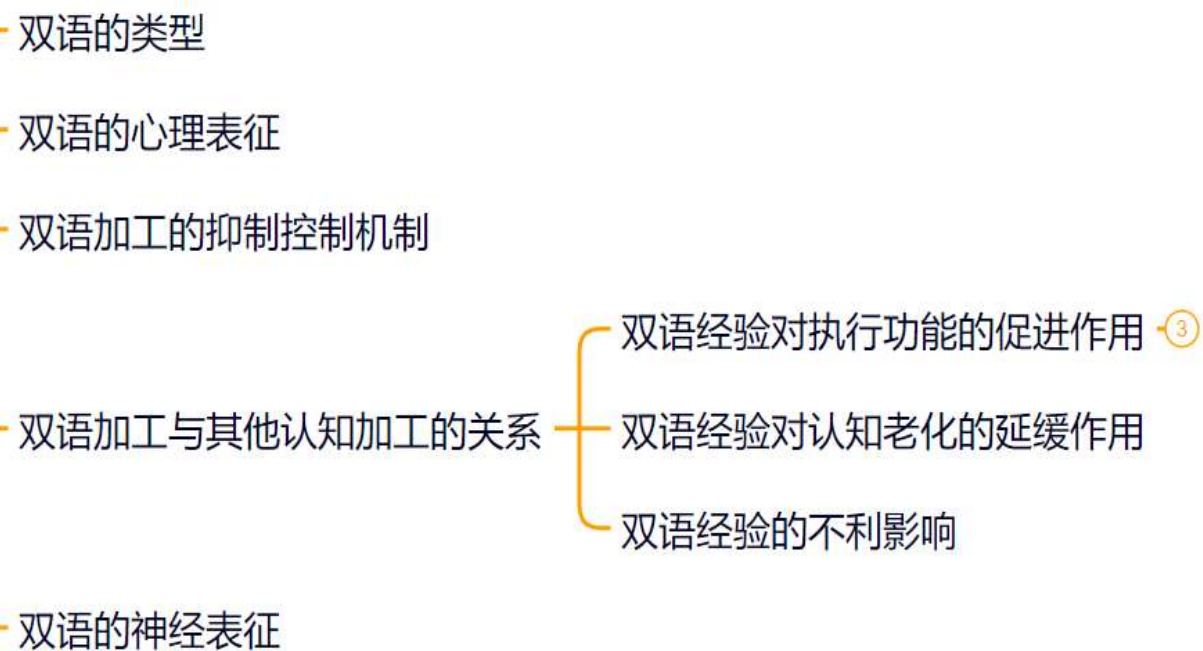 双语的类型
双语的心理表征
双语加工的抑制控制机制
双语经验对执行功能的促进作用 3
双语加工与其他认知加工的关系
双语经验对认知老化的延缓作用
双语经验的不利影响
双语的神经表征